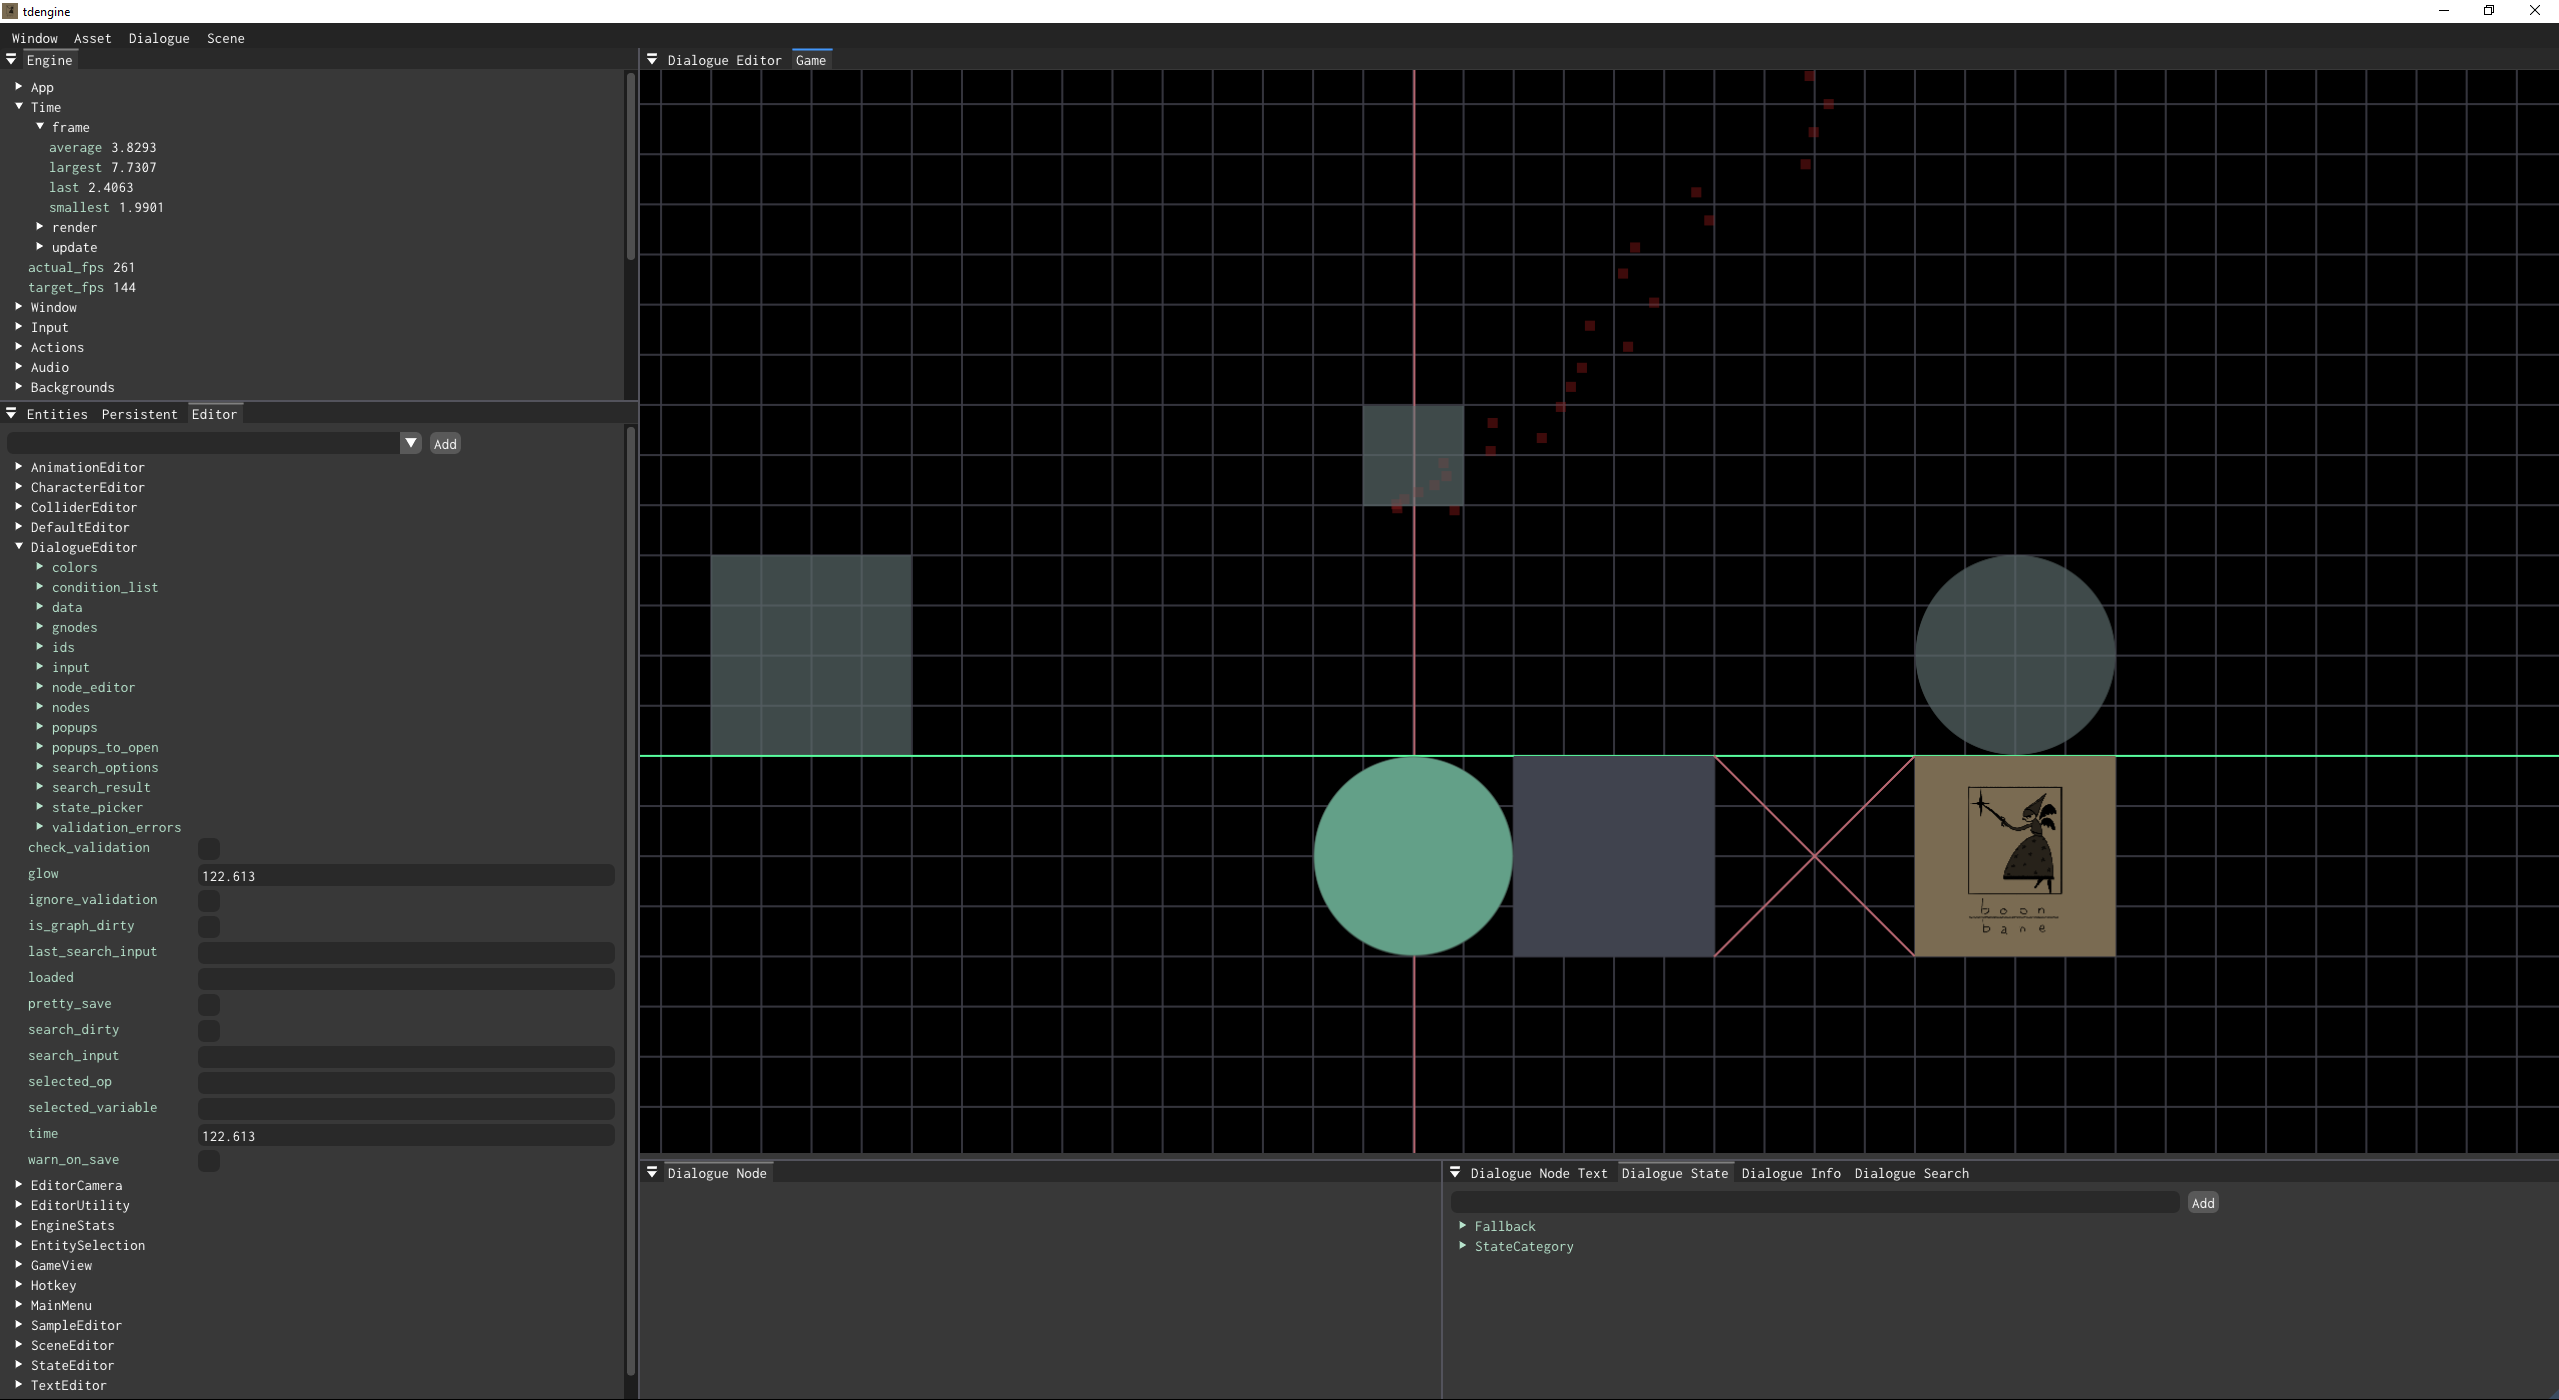 tdengine
Window Asset Dialogue Scene
Engine
App
Time
frame
average 3.8293
largest 7.7307
last 2.4063
smallest 1.9901
render
update
actual_fps 261
target_fps 144
Window
Input
Actions
Audio
Backgrounds
Entities Persistent Editor
Add
AnimationEditor
CharacterEditor
ColliderEditor
DefaultEditor
DialogueEditor
colors
condition_list
data
gnodes
ids
input
node_editor
nodes
popups
popups_to_open
search_options
search_result
state_picker
validation_errors
check_validation
glow 122.613
ignore_validation
is_graph_dirty
last_search_input
loaded
pretty_save
search_dirty
search_input
selected_op
selected_variable
time 122.613
warn_on_save
EditorCamera
EditorUtility
EngineStats
EntitySelection
GameView
Hotkey
MainMenu
SampleEditor
SceneEditor
StateEditor
TextEditor
Dialogue Editor Game
boon
bane
Dialogue Node
Dialogue Node Text Dialogue State Dialogue Info Dialogue Search
Add
Fallback
StateCategory